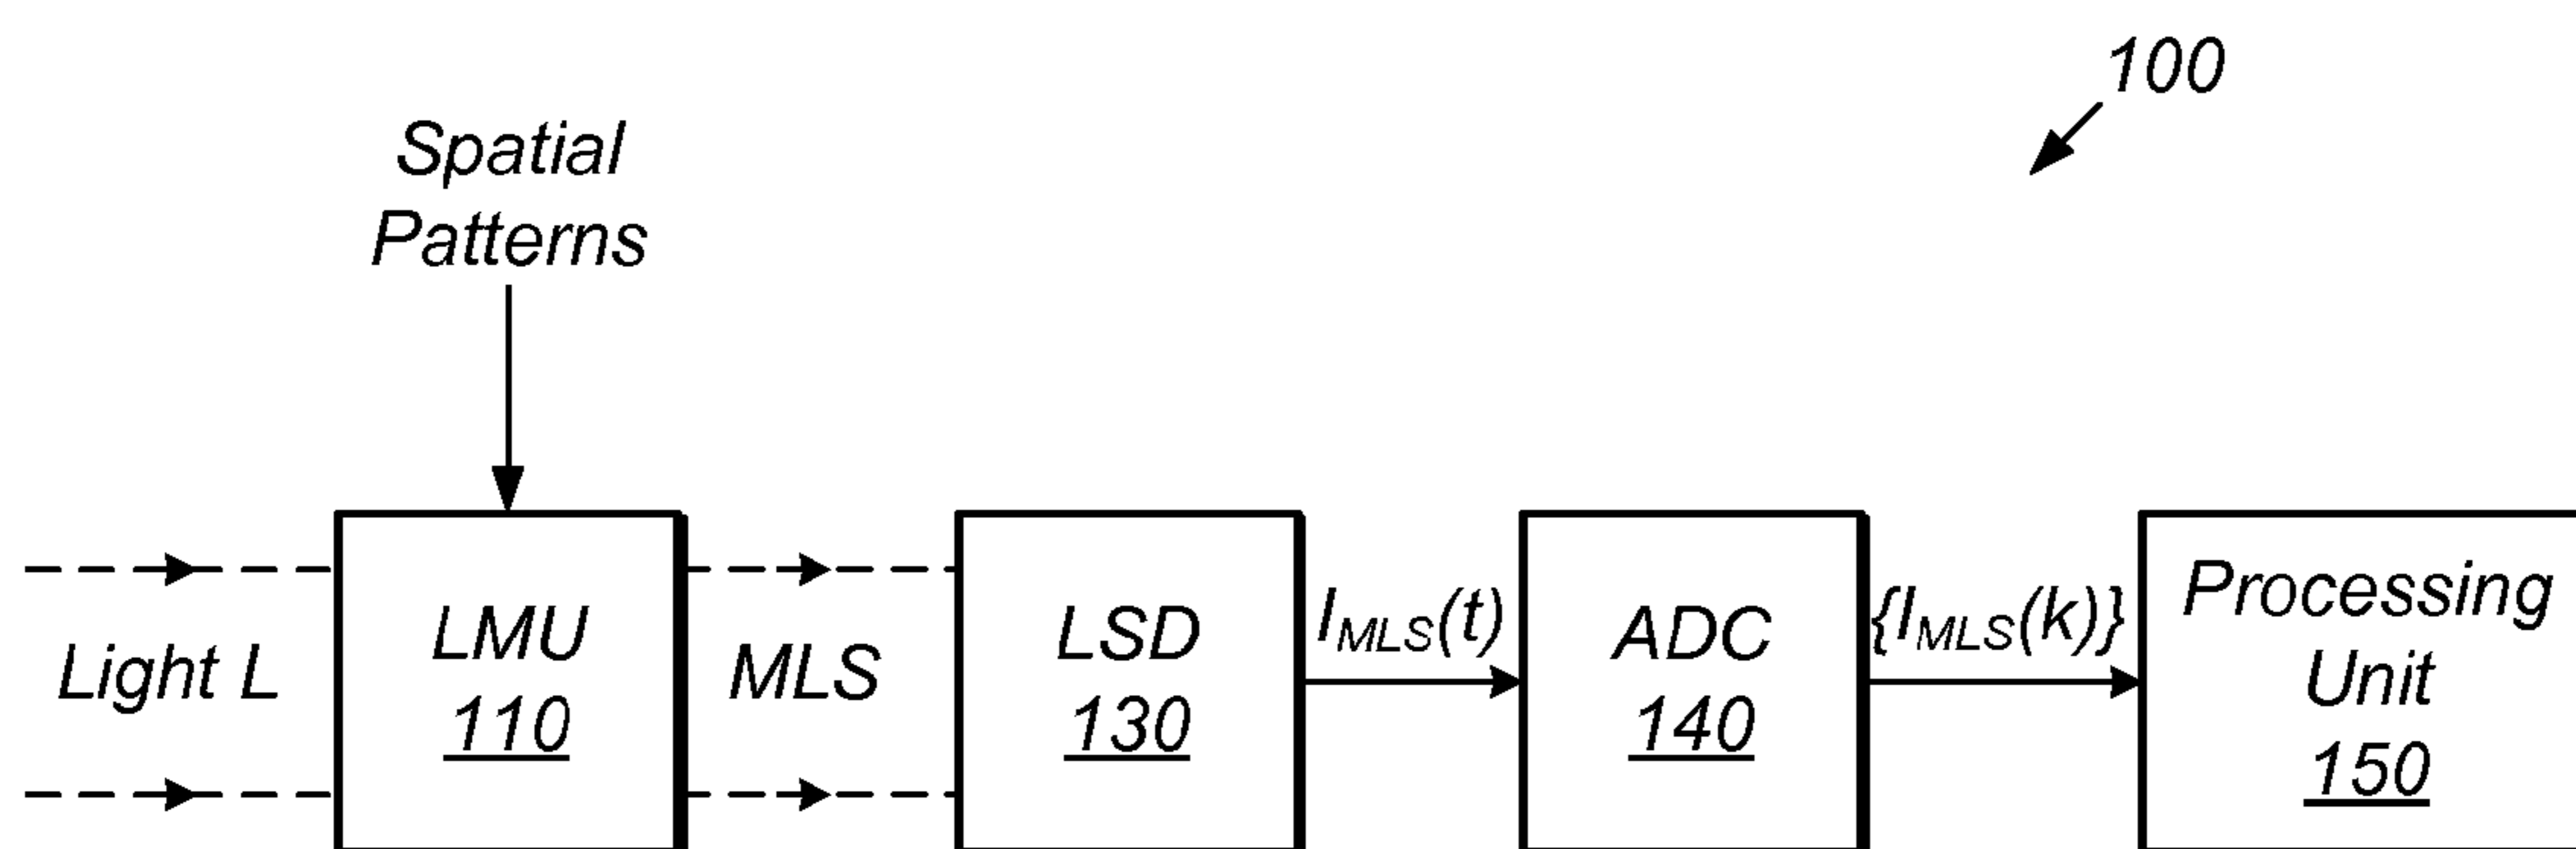 100
Spatial
Patterns
Light L
LMU
110
MLS
LSD
130
I_MLS(t)
ADC
140
{I_MLS(k)}
Processing
Unit
150